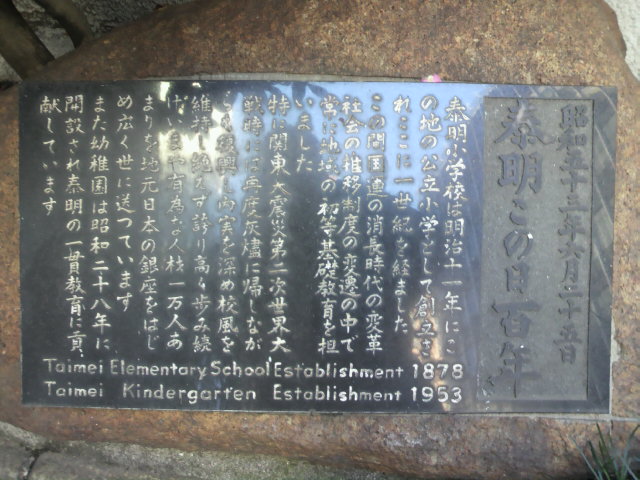 昭和五十三年六月二十五日
泰明この日百年
泰明小学校は明治十一年にこ
の地の公立小学として創立さ
れここに一世紀を経ました
この間国運の消長時代の変革
社会の推移制度の変遷の中で
常に地域の初等基礎教育を担
いました
特に関東大震災第二次世界大
戦時には再度灰燼に帰しなが
らも復興し内実を深め校風を
維持し絶えず誇り高く歩み続
け いまや有為な人材一万人あ
まりを地元日本の銀座をはじ
め広く世に送つています
また幼稚園は昭和二十八年に
開設され泰明の一貫教育に貢
献しています
Taimei Elementary School Establishment 1878
Taimei Kindergarten Establishment 1953